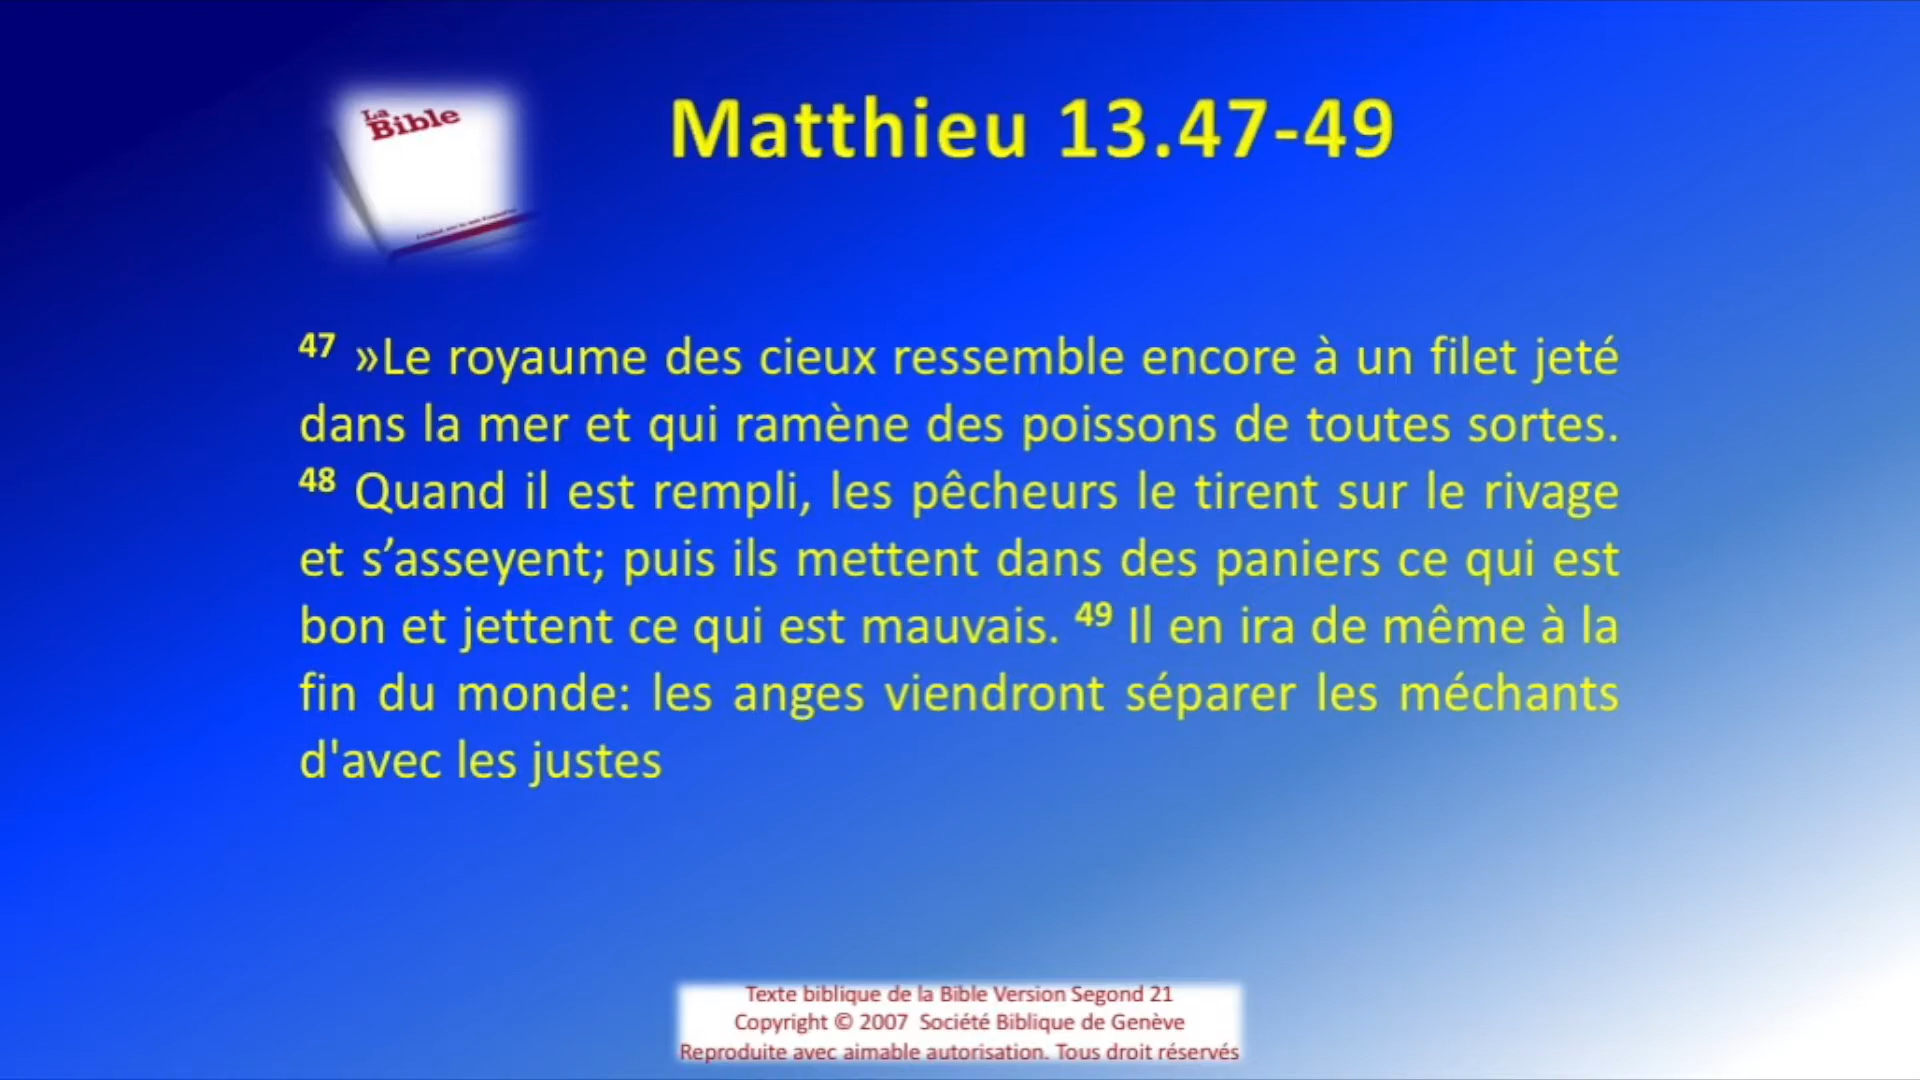 La
Bible
Matthieu 13.47-49
47 »Le royaume des cieux ressemble encore à un filet jeté
dans la mer et qui ramène des poissons de toutes sortes.
48 Quand il est rempli, les pêcheurs le tirent sur le rivage
et s’asseyent; puis ils mettent dans des paniers ce qui est
bon et jettent ce qui est mauvais. 49 Il en ira de même à la
fin du monde: les anges viendront séparer les méchants
d'avec les justes
Texte biblique de la Bible Version Segond 21
Copyright © 2007 Société Biblique de Genève
Reproduite avec aimable autorisation. Tous droit réservés